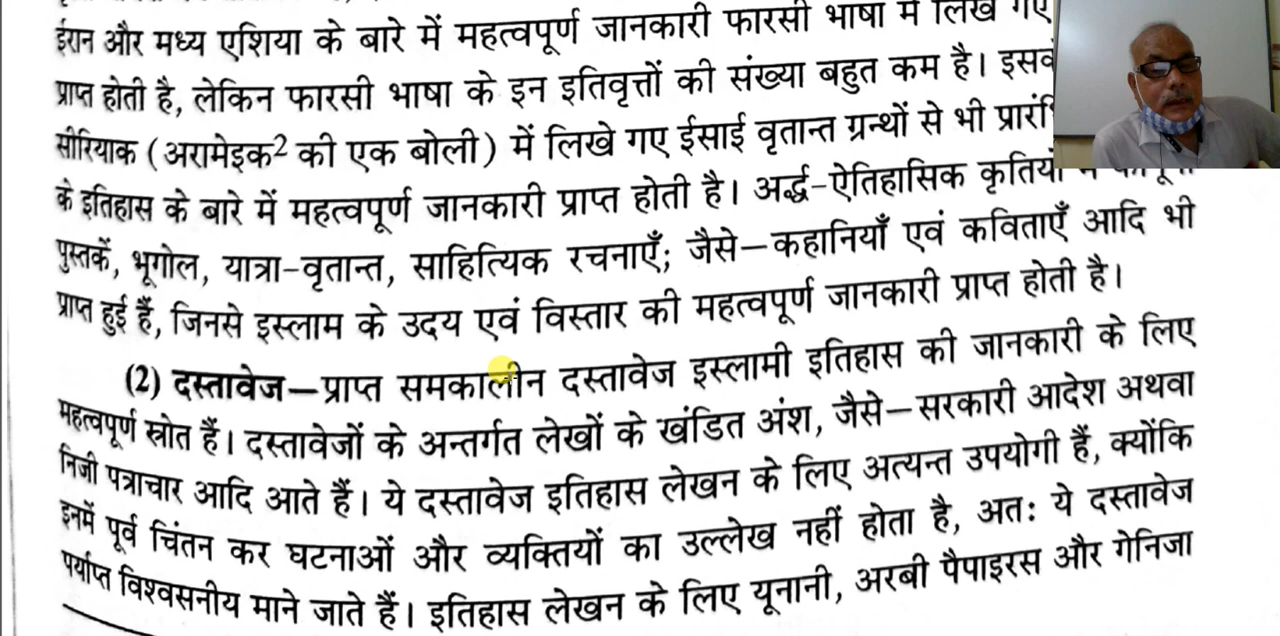 ईरान और मध्य एशिया के बारे में महत्वपूर्ण जानकारी फारसी भाषा में लिखे गए
प्राप्त होती है, लेकिन फारसी भाषा के इन इतिवृत्तों की संख्या बहुत कम है।
सीरियाक (अरामेइक² की एक बोली) में लिखे गए ईसाई वृतान्त ग्रन्थों से भी
के इतिहास के बारे में महत्वपूर्ण जानकारी प्राप्त होती है। अर्द्ध-ऐतिहासिक
पुस्तकें, भूगोल, यात्रा-वृतान्त, साहित्यिक रचनाएँ; जैसे—कहानियाँ एवं कविताएँ आदि भी
प्राप्त हुई हैं, जिनसे इस्लाम के उदय एवं विस्तार की महत्वपूर्ण जानकारी प्राप्त होती है।
(2) दस्तावेज—प्राप्त समकालीन दस्तावेज इस्लामी इतिहास की जानकारी के लिए
महत्वपूर्ण स्रोत हैं। दस्तावेजों के अन्तर्गत लेखों के खंडित अंश, जैसे—सरकारी आदेश अथवा
निजी पत्राचार आदि आते हैं। ये दस्तावेज इतिहास लेखन के लिए अत्यन्त उपयोगी हैं, क्योंकि
इनमें पूर्व चिंतन कर घटनाओं और व्यक्तियों का उल्लेख नहीं होता है, अतः ये दस्तावेज
पर्याप्त विश्वसनीय माने जाते हैं। इतिहास लेखन के लिए यूनानी, अरबी पैपाइरस और गेनिजा